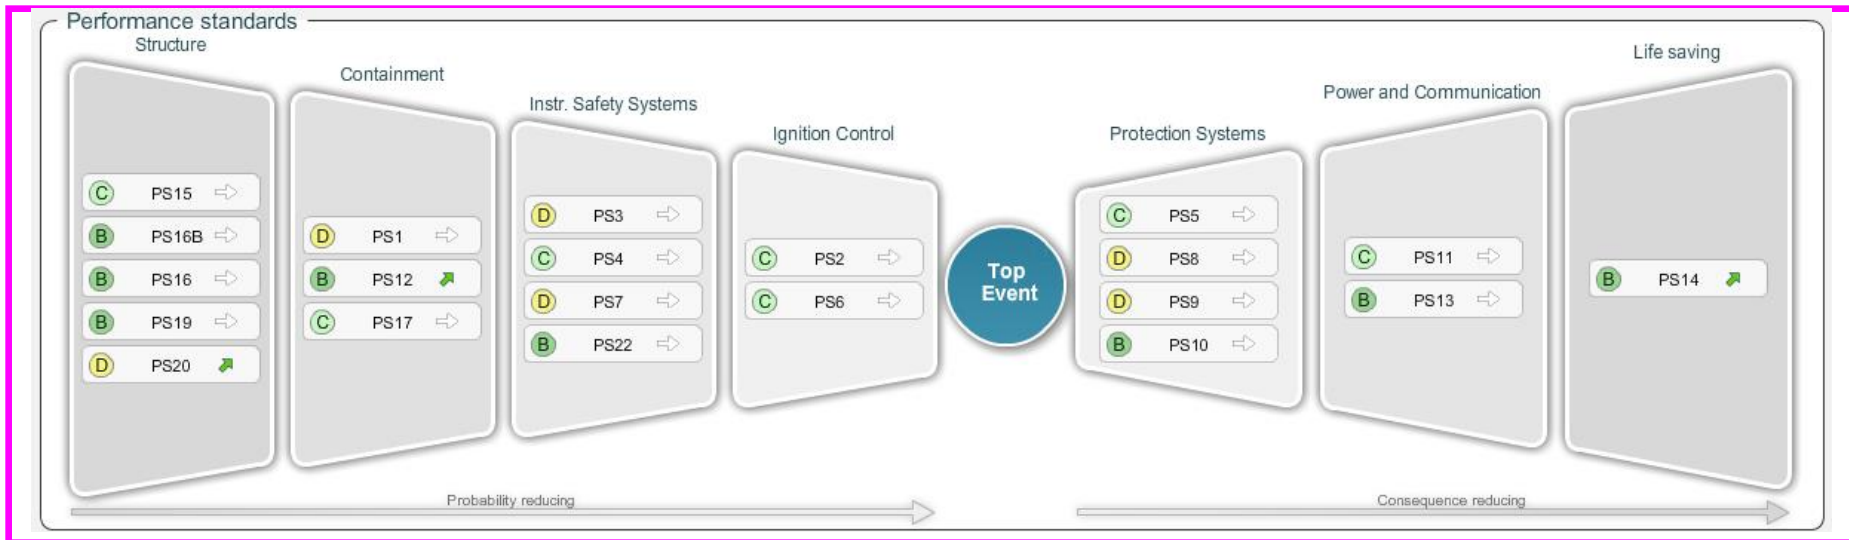 Performance standards
Structure
C PS15
B PS16B
B PS16
B PS19
D PS20
Containment
D PS1
B PS12
C PS17
Instr. Safety Systems
D PS3
C PS4
D PS7
B PS22
Ignition Control
C PS2
C PS6
Top
Event
Protection Systems
C PS5
D PS8
D PS9
B PS10
Power and Communication
C PS11
B PS13
Life saving
B PS14
Probability reducing
Consequence reducing